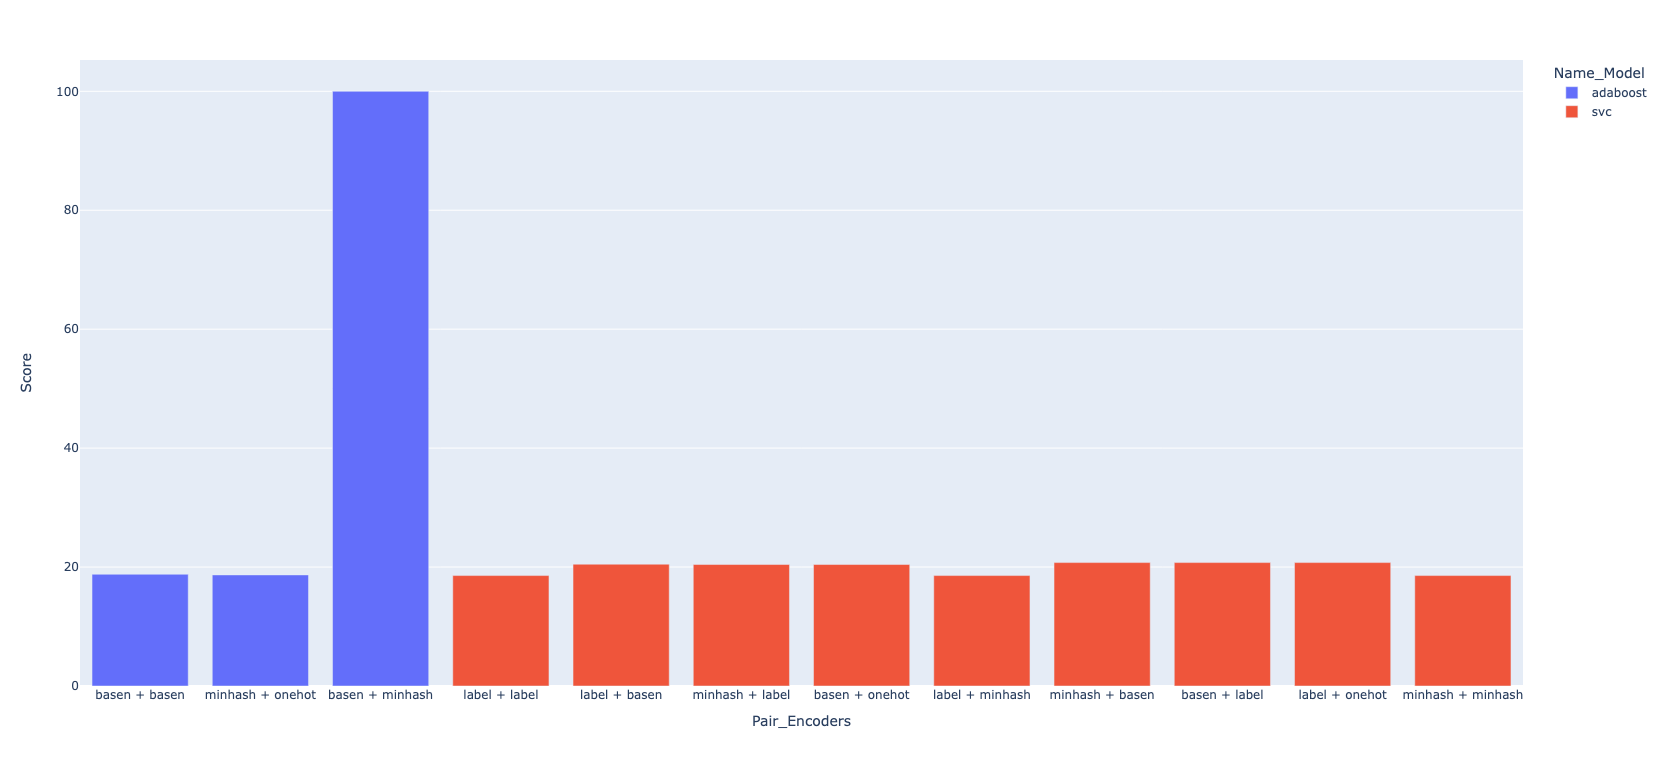 Name_Model
adaboost
svc
100
80
60
40
20
0
Score
basen + basen
minhash + onehot
basen + minhash
label + label
label + basen
minhash + label
basen + onehot
label + minhash
minhash + basen
basen + label
label + onehot
minhash + minhash
Pair_Encoders